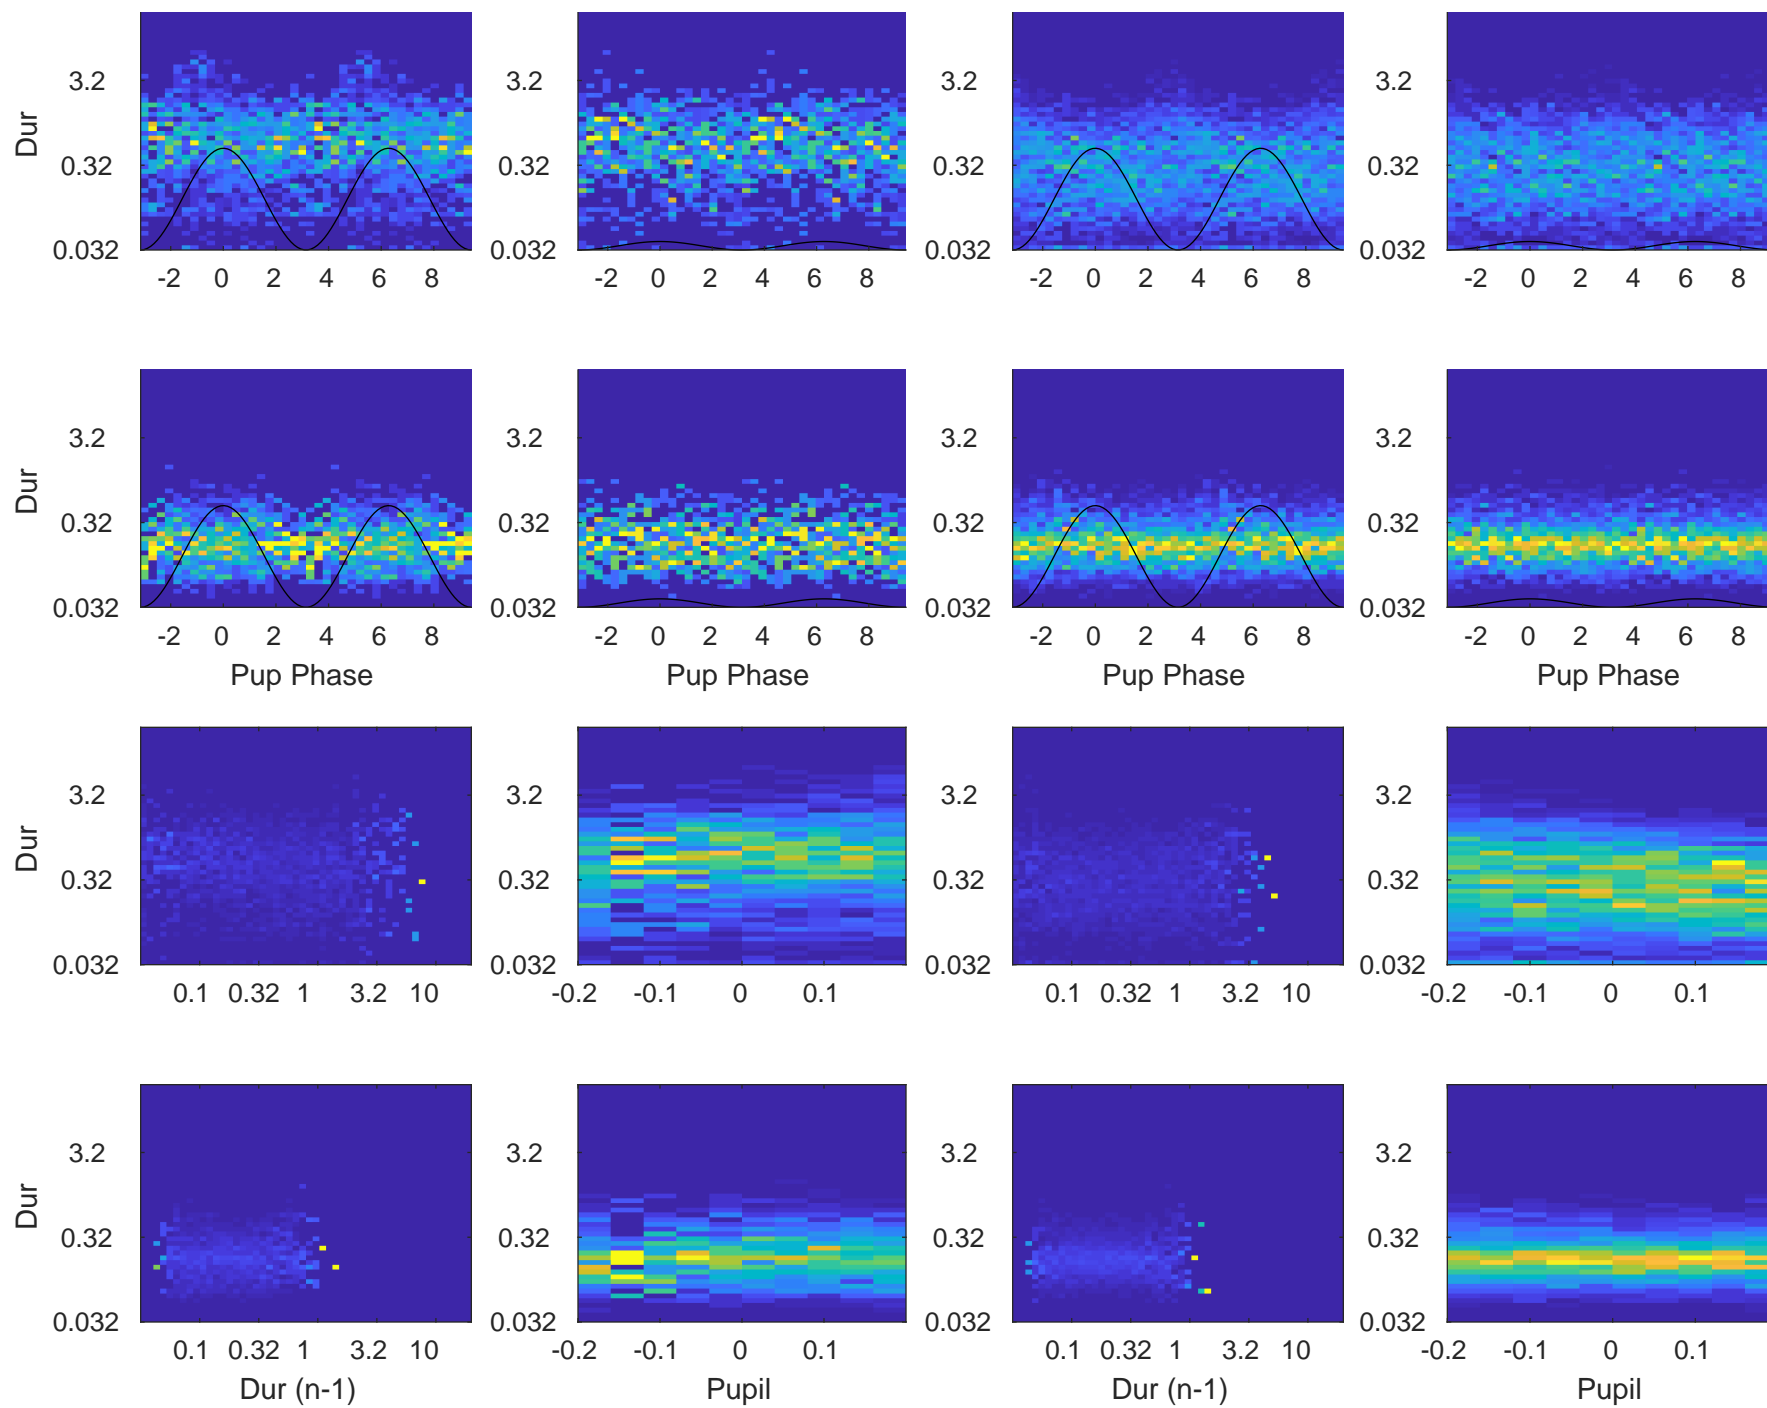 3.2 3.2 3.2 3.2
Dur
0.32 0.32 0.32 0.32
0.032 0.032 0.032 0.032
-2 0 2 4 6 8 -2 0 2 4 6 8 -2 0 2 4 6 8 -2 0 2 4 6 8
3.2 3.2 3.2 3.2
Dur
0.32 0.32 0.32 0.32
0.032 0.032 0.032 0.032
-2 0 2 4 6 8 -2 0 2 4 6 8 -2 0 2 4 6 8 -2 0 2 4 6 8
Pup Phase Pup Phase Pup Phase Pup Phase
3.2 3.2 3.2 3.2
Dur
0.32 0.32 0.32 0.32
0.032 0.032 0.032 0.032
0.1 0.32 1 3.2 10 -0.2 -0.1 0 0.1 0.1 0.32 1 3.2 10 -0.2 -0.1 0 0.1
3.2 3.2 3.2 3.2
Dur
0.32 0.32 0.32 0.32
0.032 0.032 0.032 0.032
0.1 0.32 1 3.2 10 -0.2 -0.1 0 0.1 0.1 0.32 1 3.2 10 -0.2 -0.1 0 0.1
Dur (n-1) Pupil Dur (n-1) Pupil